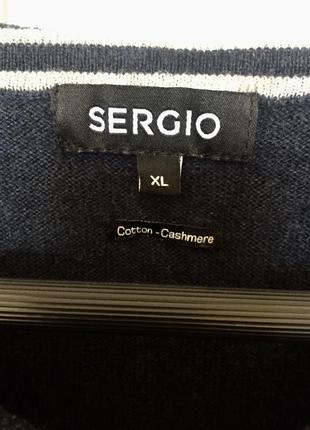 SERGIO
XL
Cotton - Cashmere